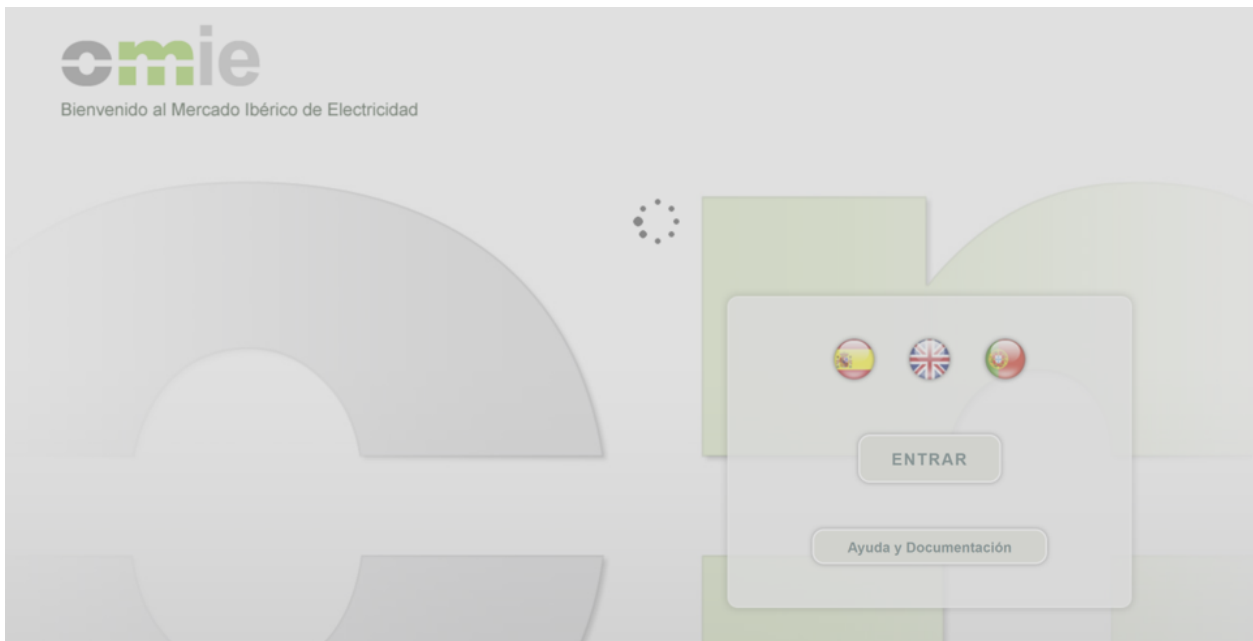 omie
Bienvenido al Mercado Ibérico de Electricidad
ENTRAR
Ayuda y Documentación